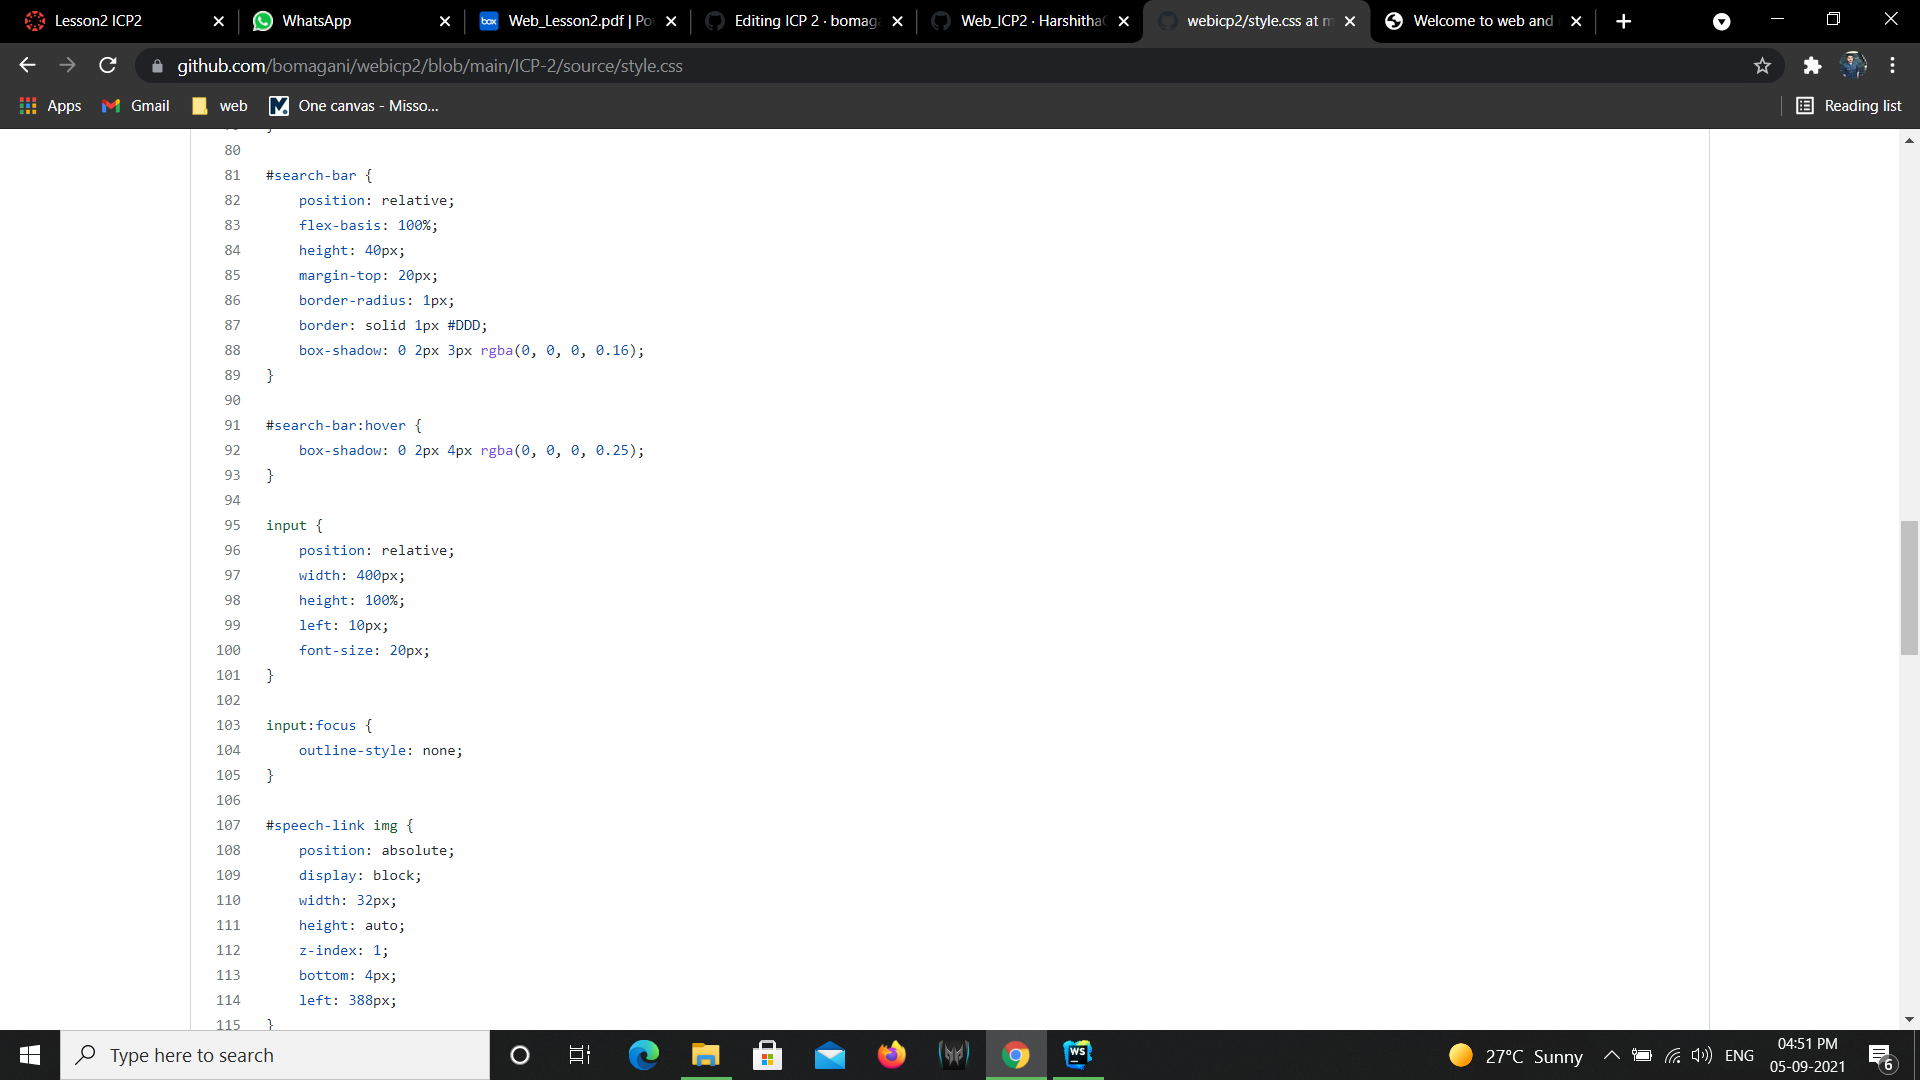 Lesson2 ICP2
WhatsApp
Web_Lesson2.pdf | Po
Editing ICP 2 · bomaga
Web_ICP2 · Harshitha
webicp2/style.css at m
Welcome to web and
github.com/bomagani/webicp2/blob/main/ICP-2/source/style.css
Apps
Gmail
web
One canvas - Misso...
Reading list
80
81 #search-bar {
82 position: relative;
83 flex-basis: 100%;
84 height: 40px;
85 margin-top: 20px;
86 border-radius: 1px;
87 border: solid 1px #DDD;
88 box-shadow: 0 2px 3px rgba(0, 0, 0, 0.16);
89 }
90
91 #search-bar:hover {
92 box-shadow: 0 2px 4px rgba(0, 0, 0, 0.25);
93 }
94
95 input {
96 position: relative;
97 width: 400px;
98 height: 100%;
99 left: 10px;
100 font-size: 20px;
101 }
102
103 input:focus {
104 outline-style: none;
105 }
106
107 #speech-link img {
108 position: absolute;
109 display: block;
110 width: 32px;
111 height: auto;
112 z-index: 1;
113 bottom: 4px;
114 left: 388px;
115 }
Type here to search
WS
27°C Sunny
ENG
04:51 PM
05-09-2021
6